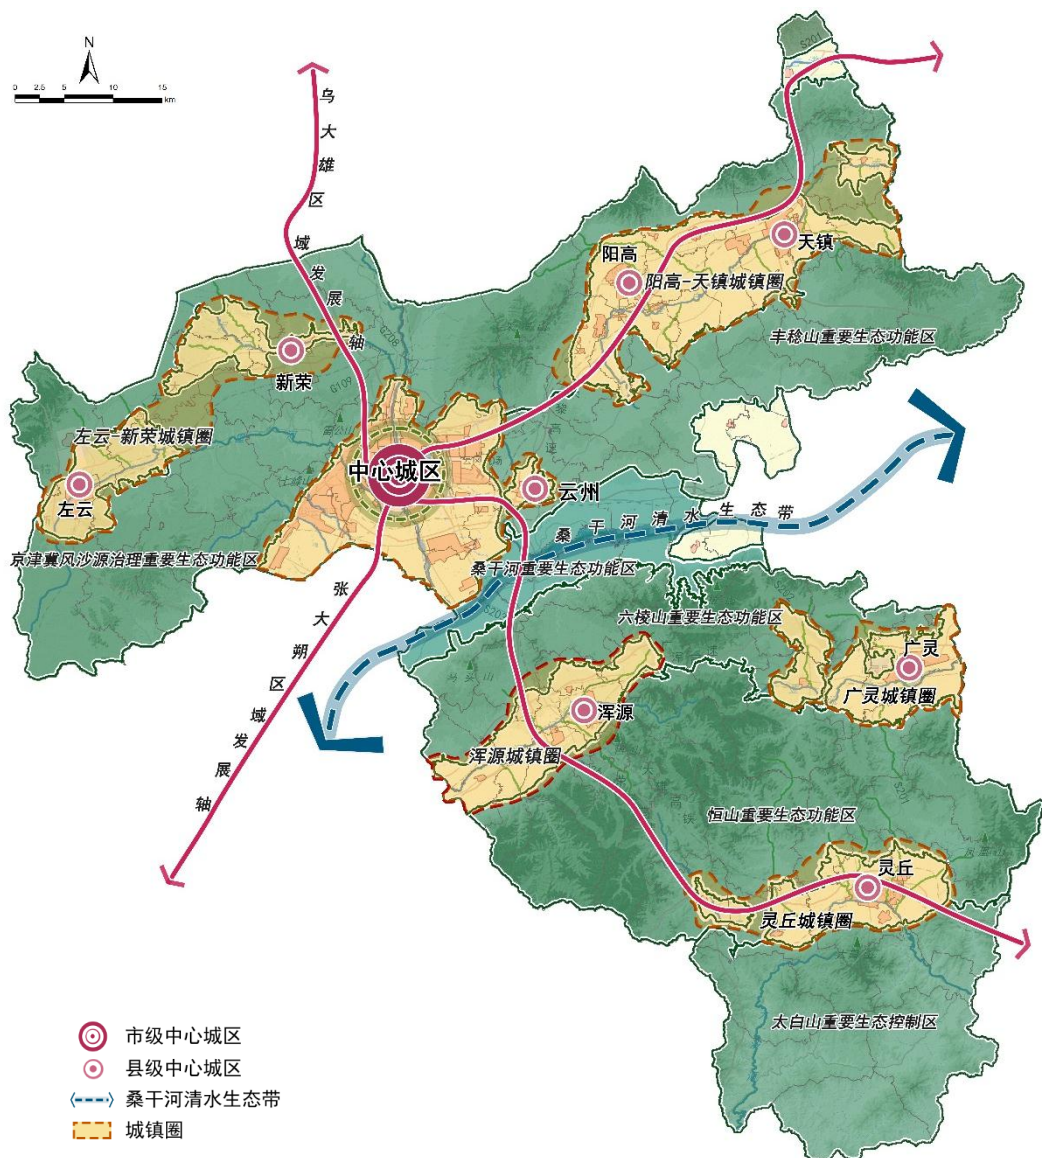 N
0 2.5 5 10 15
km
S201
乌大雄区域发展轴
天镇
阳高
阳高-天镇城镇圈
丰稔山重要生态功能区
G208
新荣
G109
左云-新荣城镇圈
中心城区
左云
云州
桑干河清水生态带
京津冀风沙源治理重要生态功能区
桑干河重要生态功能区
S203
张大朔区域发展轴
六棱山重要生态功能区
广灵
广灵城镇圈
浑源
浑源城镇圈
S201
恒山重要生态功能区
灵丘
灵丘城镇圈
太白山重要生态控制区
市级中心城区
县级中心城区
桑干河清水生态带
城镇圈